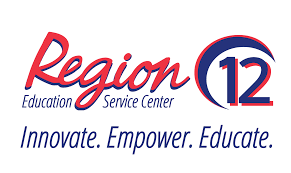 Region 12
Education Service Center
Innovate. Empower. Educate.